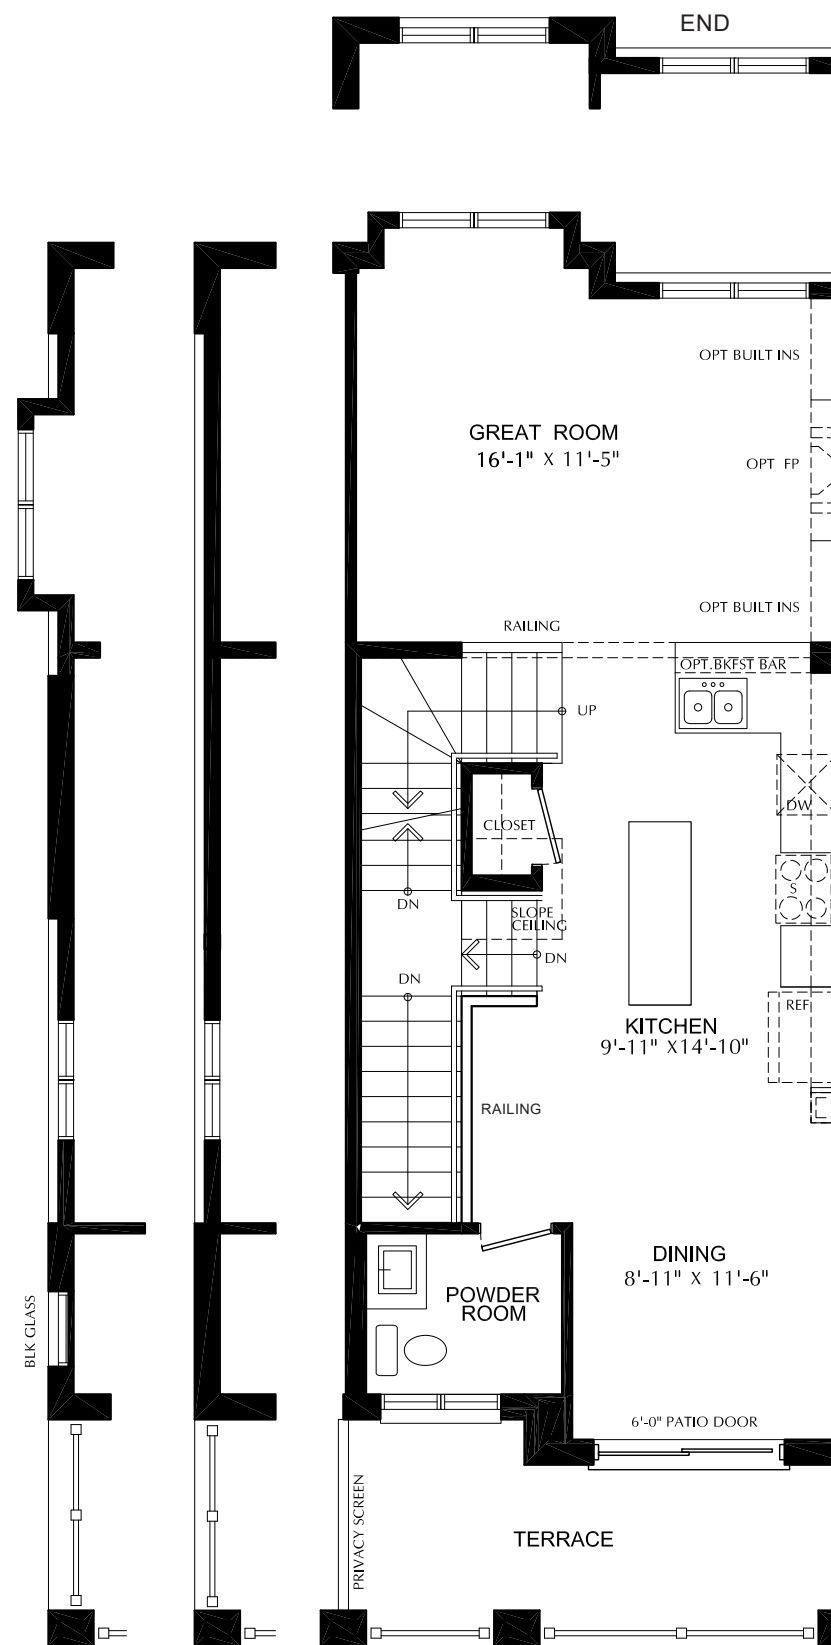 END
OPT BUILT INS
GREAT ROOM
16'-1" X 11'-5"
OPT FP
OPT BUILT INS
RAILING
OPT.BKFST BAR
UP
DW
CLOSET
S
DN
SLOPE
CEILING
DN
DN
REF
KITCHEN
9'-11" X14'-10"
RAILING
DINING
8'-11" X 11'-6"
POWDER
ROOM
BLK GLASS
6'-0" PATIO DOOR
PRIVACY SCREEN
TERRACE